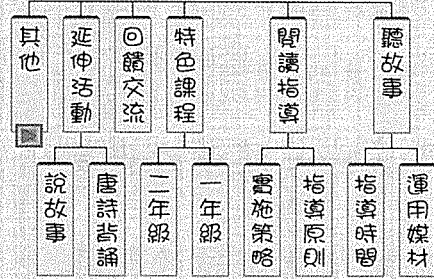 聽故事
閱讀指導
特色課程
回饋交流
延伸活動
其他
運用媒材
指導時間
指導原則
實施策略
一年級
二年級
唐詩背誦
說故事